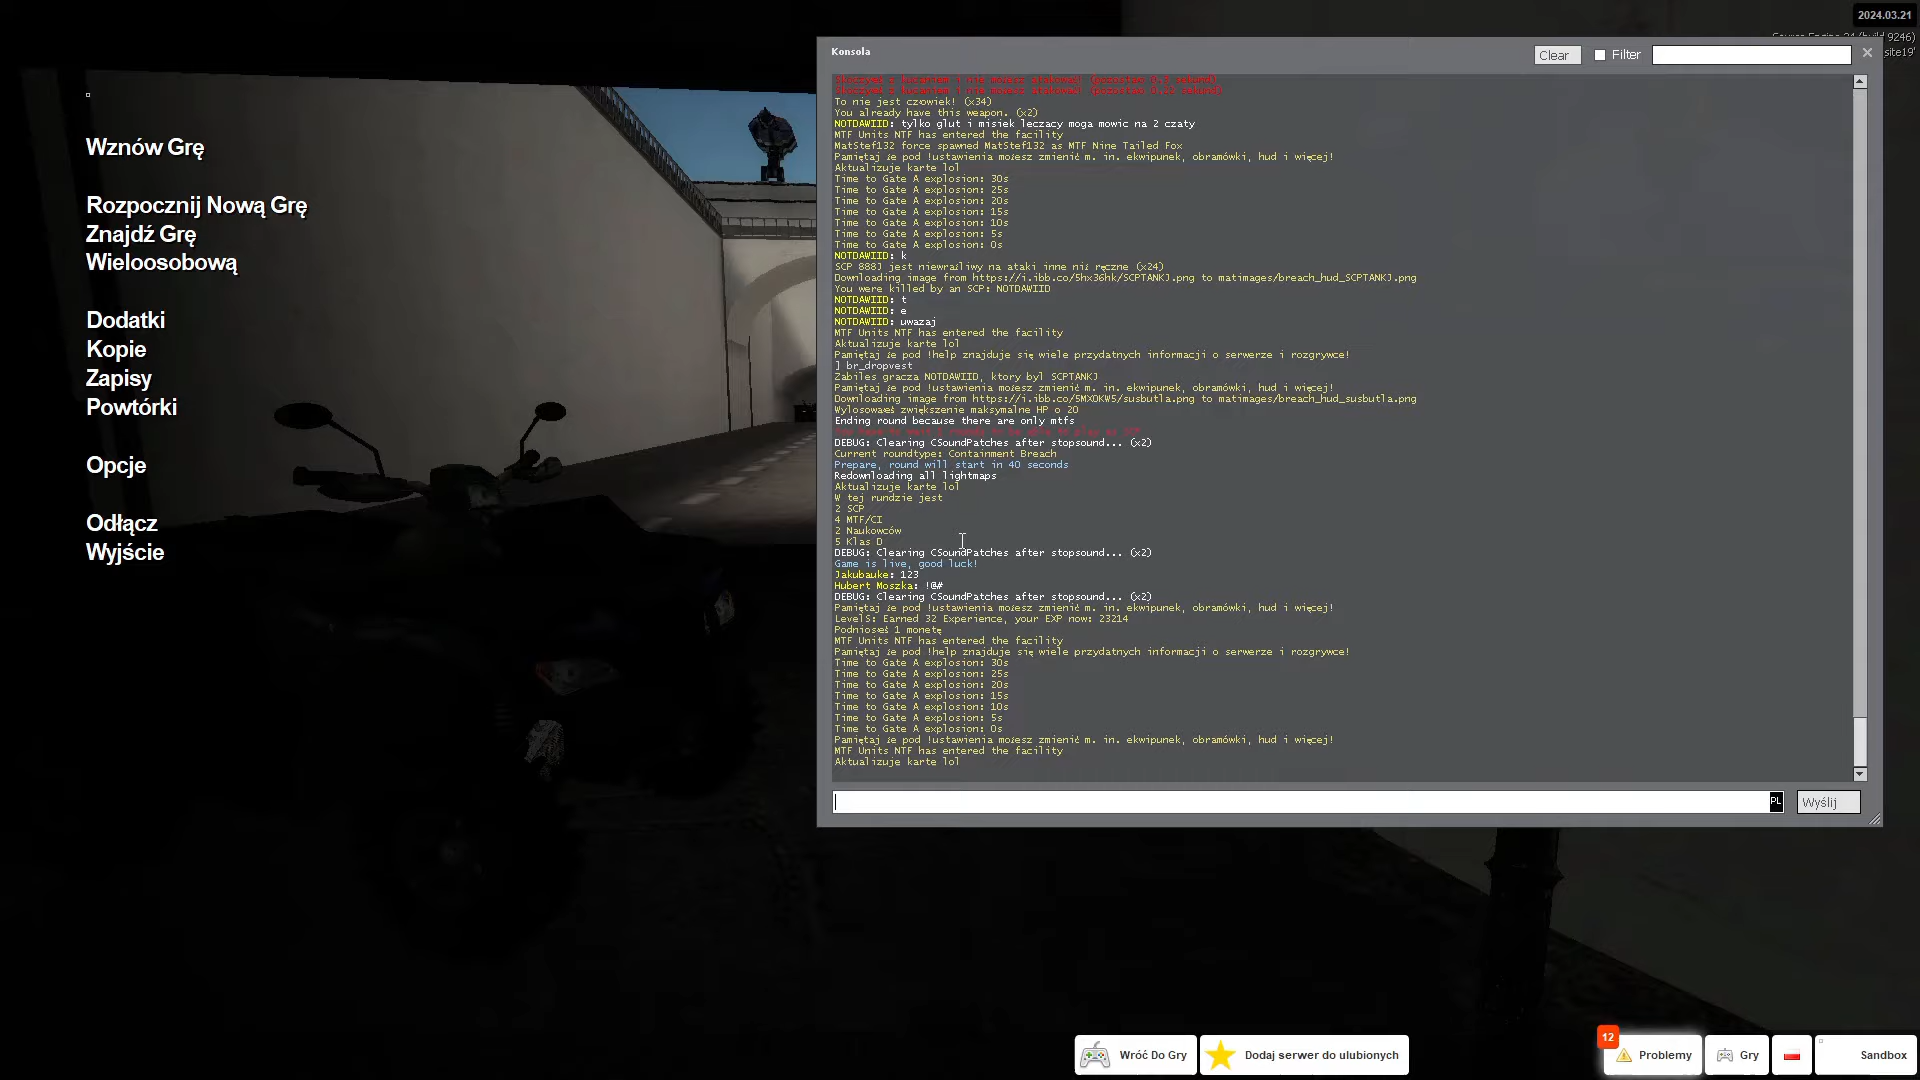 2024.03.21
Wznów Grę
Rozpocznij Nową Grę
Znajdź Grę
Wieloosobową
Dodatki
Kopie
Zapisy
Powtórki
Opcje
Odłącz
Wyjście
Konsola
Clear
Filter
site19'
To nie jest człowiek! (x34)
You already have this weapon. (x2)
NOTDAWIID: tylko glut i misiek leczacy moga mowic na 2 czaty
MTF Units NTF has entered the facility
MatStef132 force spawned MatStef132 as MTF Nine Tailed Fox
Pamiętaj że pod !ustawienia możesz zmienić m. in. ekwipunek, obramówki, hud i więcej!
Aktualizuje karte lol
Time to Gate A explosion: 30s
Time to Gate A explosion: 25s
Time to Gate A explosion: 20s
Time to Gate A explosion: 15s
Time to Gate A explosion: 10s
Time to Gate A explosion: 5s
Time to Gate A explosion: 0s
NOTDAWIID: k
SCP 888J jest niewrażliwy na ataki inne niż ręczne (x24)
Downloading image from https://i.ibb.co/5hx36hk/SCPTANKJ.png to matimages/breach_hud_SCPTANKJ.png
You were killed by an SCP: NOTDAWIID
NOTDAWIID: t
NOTDAWIID: e
NOTDAWIID: uwazaj
MTF Units NTF has entered the facility
Aktualizuje karte lol
Pamiętaj że pod !help znajduje się wiele przydatnych informacji o serwerze i rozgrywce!
] br_dropvest
Zabiles gracza NOTDAWIID, ktory byl SCPTANKJ
Pamiętaj że pod !ustawienia możesz zmienić m. in. ekwipunek, obramówki, hud i więcej!
Downloading image from https://i.ibb.co/5MX0KW5/susbutla.png to matimages/breach_hud_susbutla.png
Wylosowałeś zwiększenie maksymalne HP o 20
Ending round because there are only mtfs
DEBUG: Clearing CSoundPatches after stopsound... (x2)
Current roundtype: Containment Breach
Prepare, round will start in 40 seconds
Redownloading all lightmaps
Aktualizuje karte lol
W tej rundzie jest
2 SCP
4 MTF/CI
2 Naukowców
5 Klas D
DEBUG: Clearing CSoundPatches after stopsound... (x2)
Game is live, good luck!
Jakubauke: 123
Hubert Moszka: !@#
DEBUG: Clearing CSoundPatches after stopsound... (x2)
Pamiętaj że pod !ustawienia możesz zmienić m. in. ekwipunek, obramówki, hud i więcej!
LevelS: Earned 32 Experience, your EXP now: 23214
Podniosłeś 1 monetę
MTF Units NTF has entered the facility
Pamiętaj że pod !help znajduje się wiele przydatnych informacji o serwerze i rozgrywce!
Time to Gate A explosion: 30s
Time to Gate A explosion: 25s
Time to Gate A explosion: 20s
Time to Gate A explosion: 15s
Time to Gate A explosion: 10s
Time to Gate A explosion: 5s
Time to Gate A explosion: 0s
Pamiętaj że pod !ustawienia możesz zmienić m. in. ekwipunek, obramówki, hud i więcej!
MTF Units NTF has entered the facility
Aktualizuje karte lol
PL
Wyślij
Wróć Do Gry
Dodaj serwer do ulubionych
12
Problemy
Gry
Sandbox